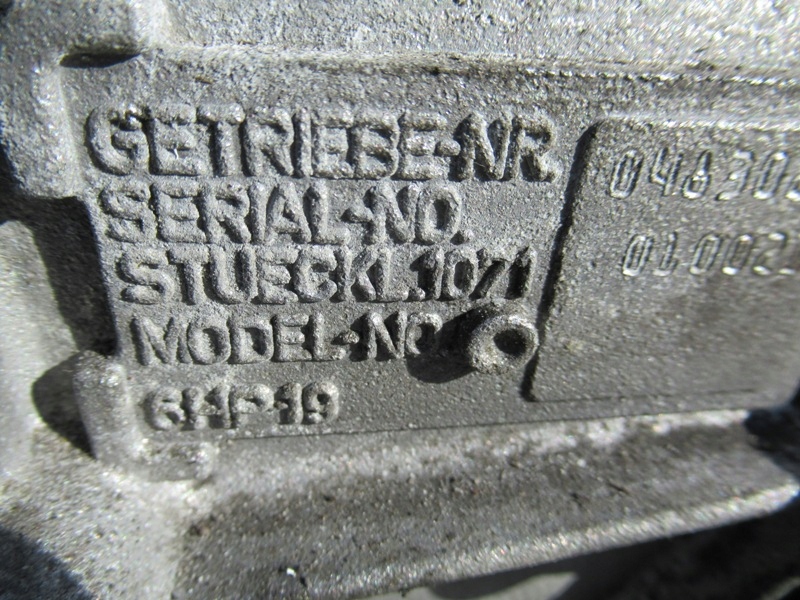 GETRIEBE-NR.
SERIAL-NO.
STUECKL.1071
MODEL-NO.
6HP19